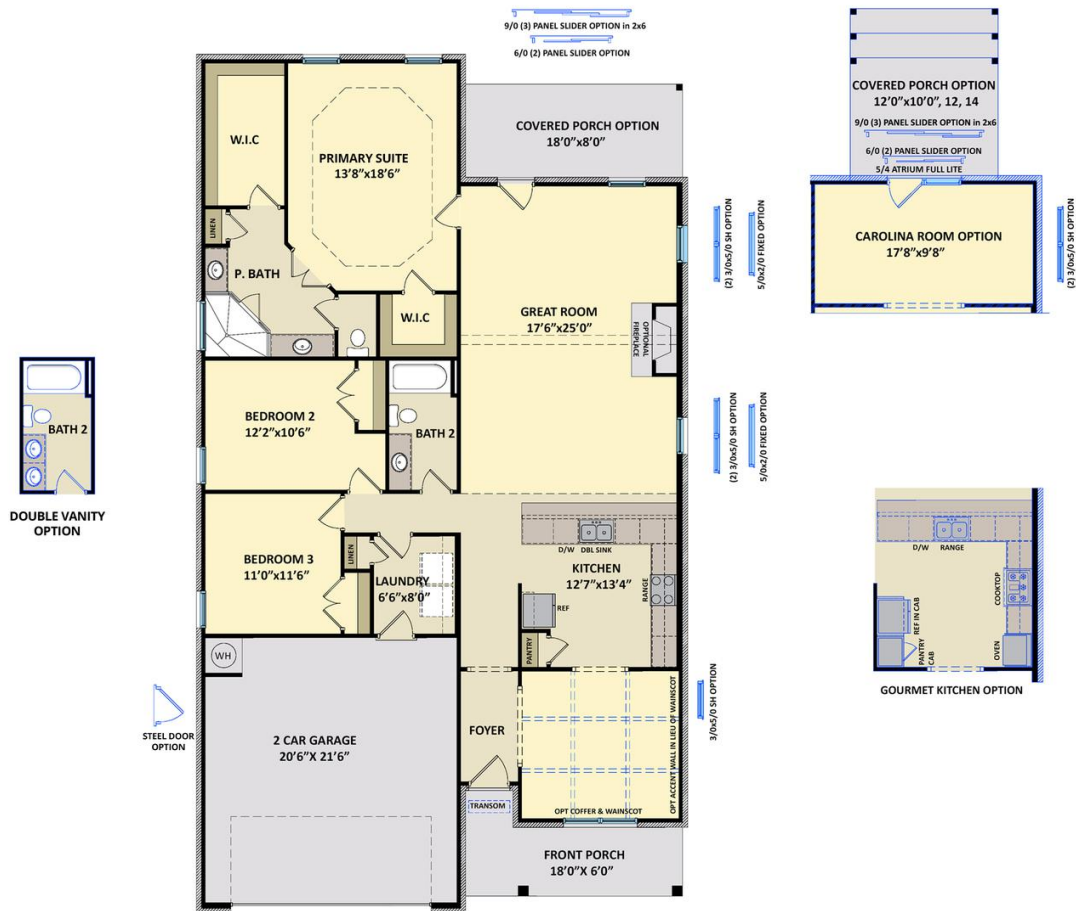 9/0 (3) PANEL SLIDER OPTION in 2x6
6/0 (2) PANEL SLIDER OPTION
COVERED PORCH OPTION
18'0"x8'0"
W.I.C
PRIMARY SUITE
13'8"x18'6"
LINEN
P. BATH
W.I.C
GREAT ROOM
17'6"x25'0"
OPTIONAL
FIREPLACE
(2) 3/0x5/0 SH OPTION
5/0x2/0 FIXED OPTION
(2) 3/0x5/0 SH OPTION
5/0x2/0 FIXED OPTION
COVERED PORCH OPTION
12'0"x10'0", 12, 14
9/0 (3) PANEL SLIDER OPTION in 2x6
6/0 (2) PANEL SLIDER OPTION
5/4 ATRIUM FULL LITE
CAROLINA ROOM OPTION
17'8"x9'8"
(2) 3/0x5/0 SH OPTION
BATH 2
DOUBLE VANITY
OPTION
BEDROOM 2
12'2"x10'6"
BATH 2
BEDROOM 3
11'0"x11'6"
LINEN
LAUNDRY
6'6"x8'0"
D/W DBL SINK
KITCHEN
12'7"x13'4"
RANGE
REF
PANTRY
D/W RANGE
COOKTOP
REF IN CAB
PANTRY
CAB
OVEN
GOURMET KITCHEN OPTION
WH
STEEL DOOR
OPTION
2 CAR GARAGE
20'6"X 21'6"
FOYER
TRANSOM
OPT COFFER & WAINSCOT
OPT ACCENT WALL IN LIEU OF WAINSCOT
3/0x5/0 SH OPTION
FRONT PORCH
18'0"X 6'0"